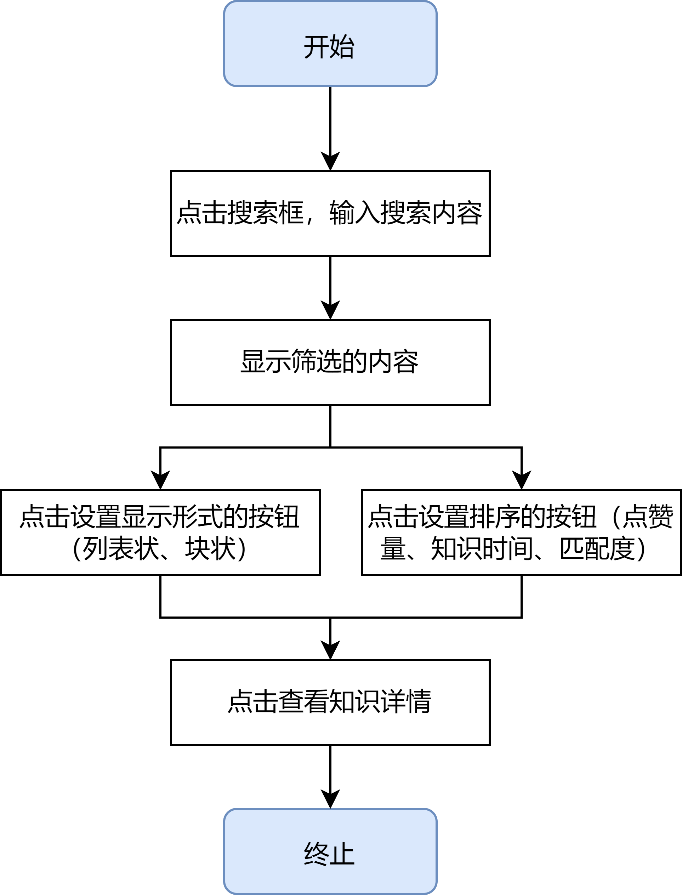 开始
点击搜索框，输入搜索内容
显示筛选的内容
点击设置显示形式的按钮
（列表状、块状）
点击设置排序的按钮（点赞
量、知识时间、匹配度）
点击查看知识详情
终止